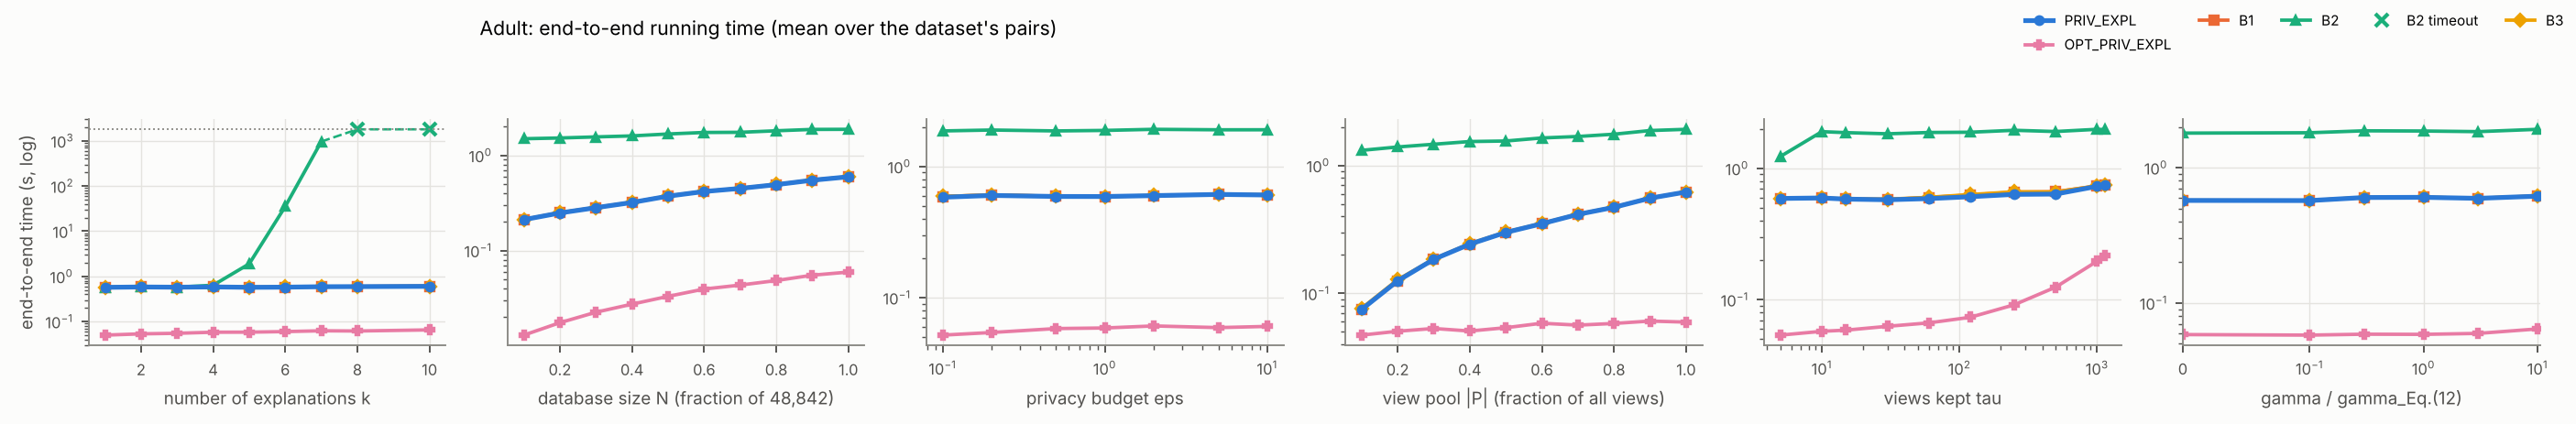 Adult: end-to-end running time (mean over the dataset's pairs)
PRIV_EXPL B1 B2 B2 timeout B3
OPT_PRIV_EXPL
end-to-end time (s, log)
10³
10²
10¹
10⁰
10⁻¹
2 4 6 8 10
number of explanations k
10⁰
10⁻¹
0.2 0.4 0.6 0.8 1.0
database size N (fraction of 48,842)
10⁰
10⁻¹
10⁻¹ 10⁰ 10¹
privacy budget eps
10⁰
10⁻¹
0.2 0.4 0.6 0.8 1.0
view pool |P| (fraction of all views)
10⁰
10⁻¹
10¹ 10² 10³
views kept tau
10⁰
10⁻¹
0 10⁻¹ 10⁰ 10¹
gamma / gamma_Eq.(12)